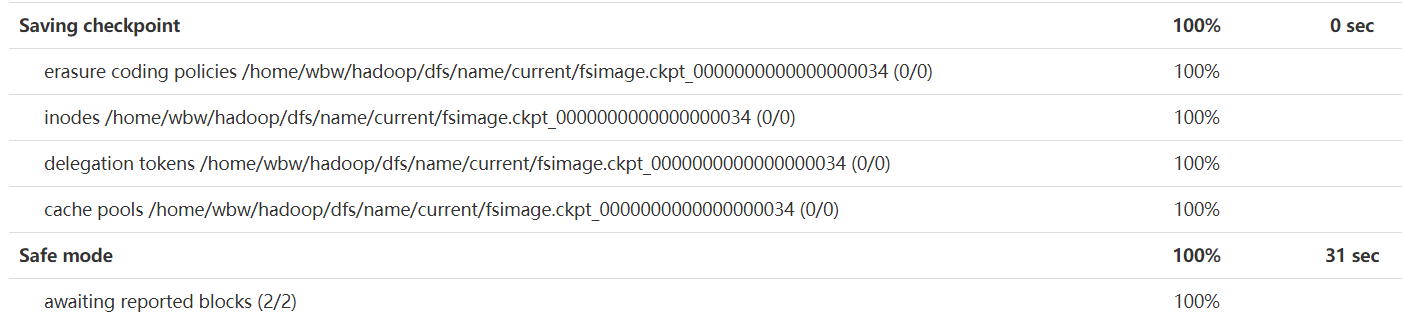 Saving checkpoint 100% 0 sec
erasure coding policies /home/wbw/hadoop/dfs/name/current/fsimage.ckpt_0000000000000000034 (0/0) 100%
inodes /home/wbw/hadoop/dfs/name/current/fsimage.ckpt_0000000000000000034 (0/0) 100%
delegation tokens /home/wbw/hadoop/dfs/name/current/fsimage.ckpt_0000000000000000034 (0/0) 100%
cache pools /home/wbw/hadoop/dfs/name/current/fsimage.ckpt_0000000000000000034 (0/0) 100%
Safe mode 100% 31 sec
awaiting reported blocks (2/2) 100%